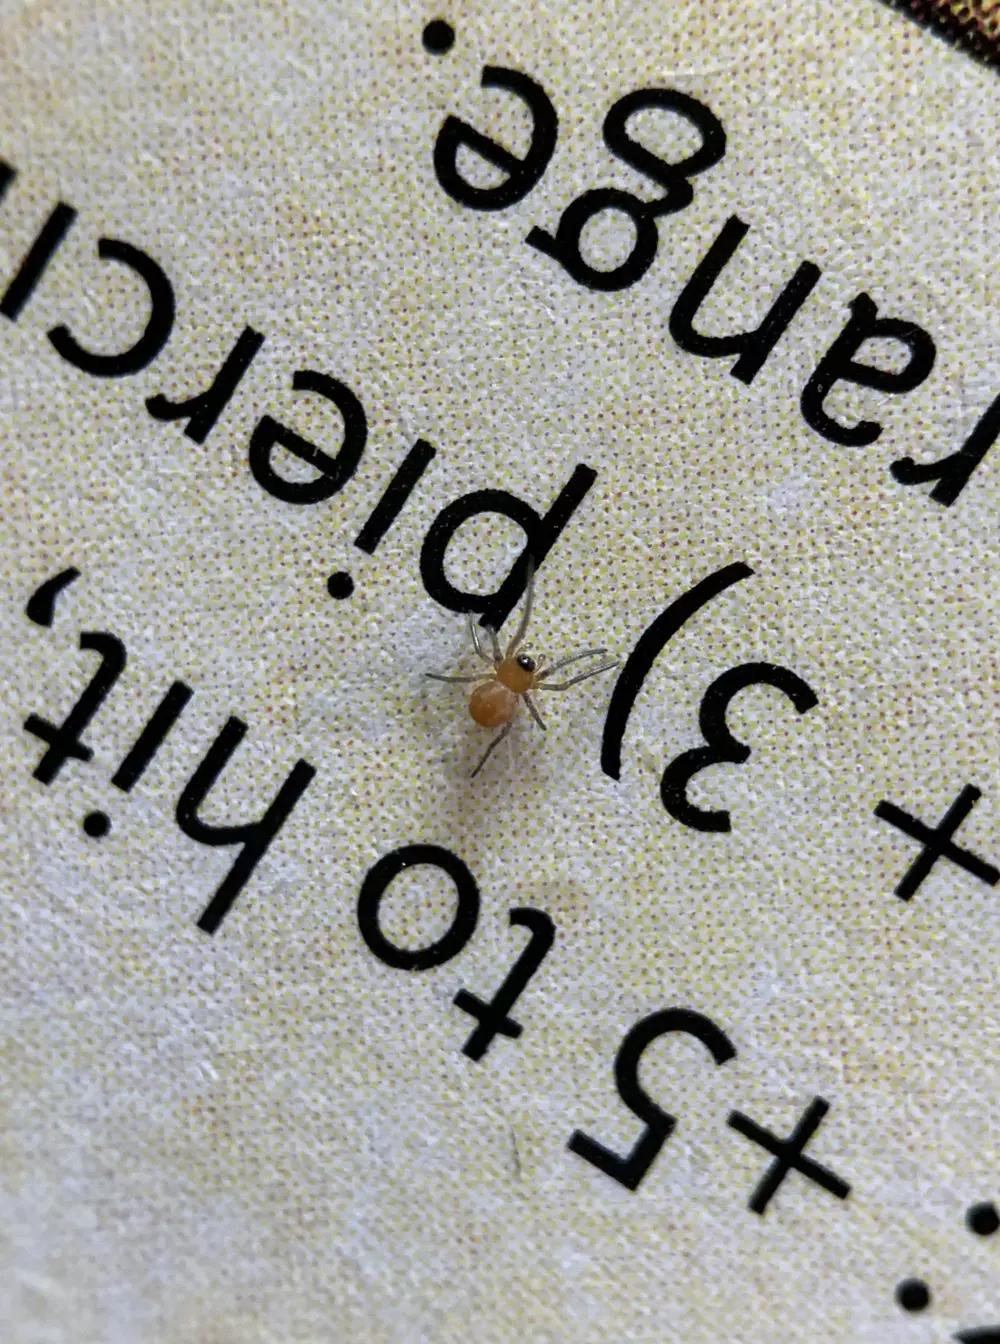 +5 to hit,
+ 3) pierci
range.